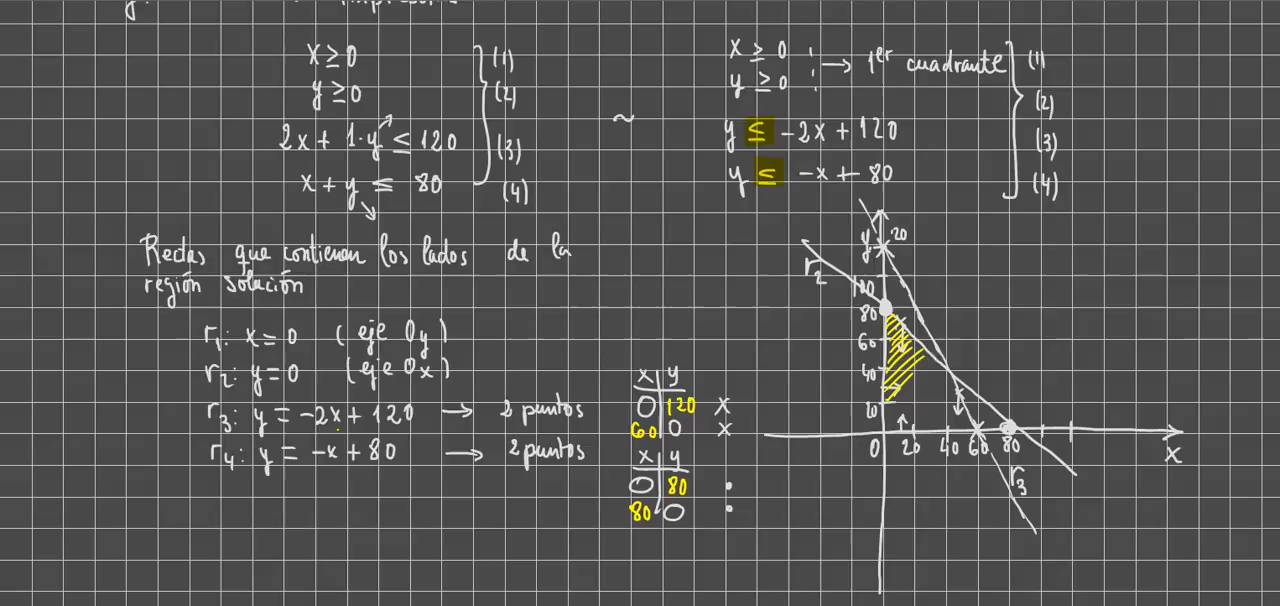 x ≥ 0
y ≥ 0
2x + 1·y ≤ 120
x + y ≤ 80
(1)
(2)
(3)
(4)
~
x ≥ 0
y ≥ 0
→ 1er cuadrante
y ≤ -2x + 120
y ≤ -x + 80
(1)
(2)
(3)
(4)
Rectas que contienen los lados de la
región solución
r1: x = 0 (eje Oy)
r2: y = 0 (eje Ox)
r3: y = -2x + 120 → 2 puntos
r4: y = -x + 80 → 2 puntos
x y
0 120 x
60 0 x
x y
0 80 •
80 0 •
y 20
r2
100
80
60
40
20
0 20 40 60 80
x
r3